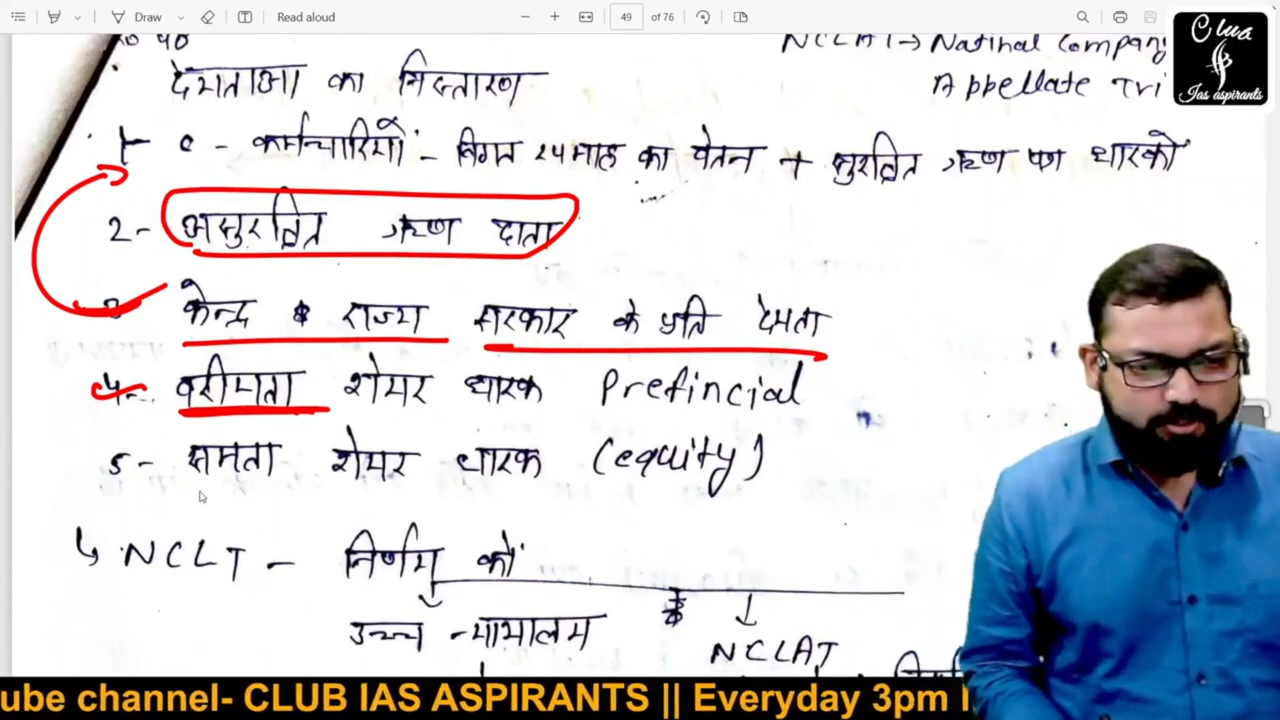 Draw
Read aloud
49 of 76
NCLAT → Natinal Company
Appellate Tri
देयताओ का निस्तारण
1- c - कर्मचारियों - विगत 24 माह का वेतन + सुरक्षित ऋण पत्र धारको
2- असुरक्षित ऋण दाता
3 केन्द्र राज्य सरकार के प्रति देयता
4- वरीयता शेयर धारक Prefincial
5- समता शेयर धारक (equity)
↳ NCLT - निर्णय को
उच्च न्यायालय
NCLAT
Club
Ias aspirants
ube channel- CLUB IAS ASPIRANTS || Everyday 3pm